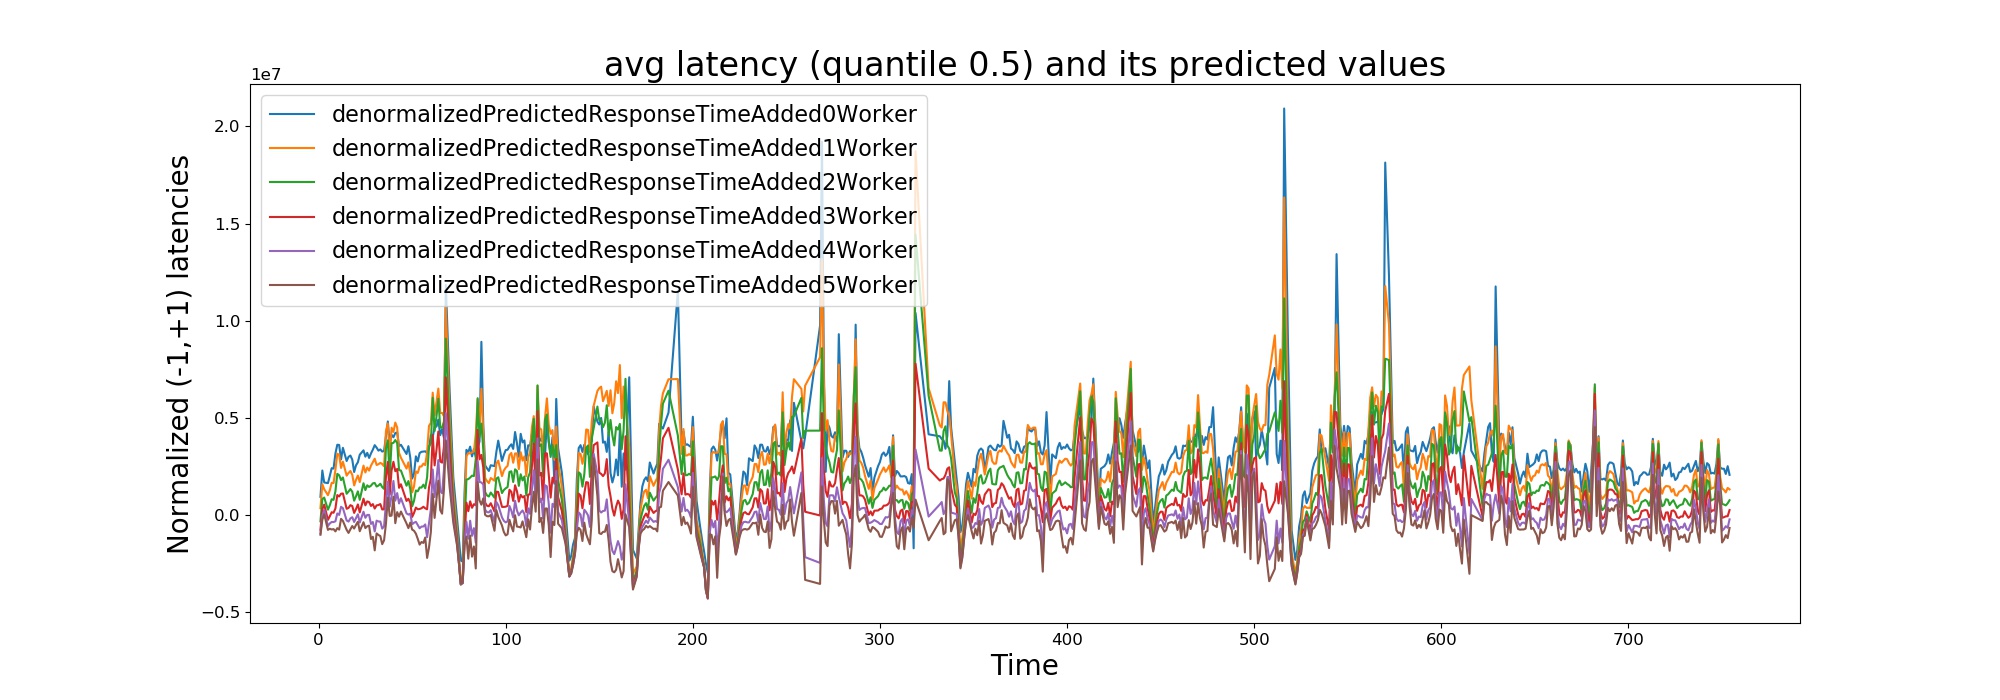 avg latency (quantile 0.5) and its predicted values
1e7
denormalizedPredictedResponseTimeAdded0Worker
denormalizedPredictedResponseTimeAdded1Worker
denormalizedPredictedResponseTimeAdded2Worker
denormalizedPredictedResponseTimeAdded3Worker
denormalizedPredictedResponseTimeAdded4Worker
denormalizedPredictedResponseTimeAdded5Worker
Normalized (-1,+1) latencies
2.0
1.5
1.0
0.5
0.0
−0.5
0 100 200 300 400 500 600 700
Time